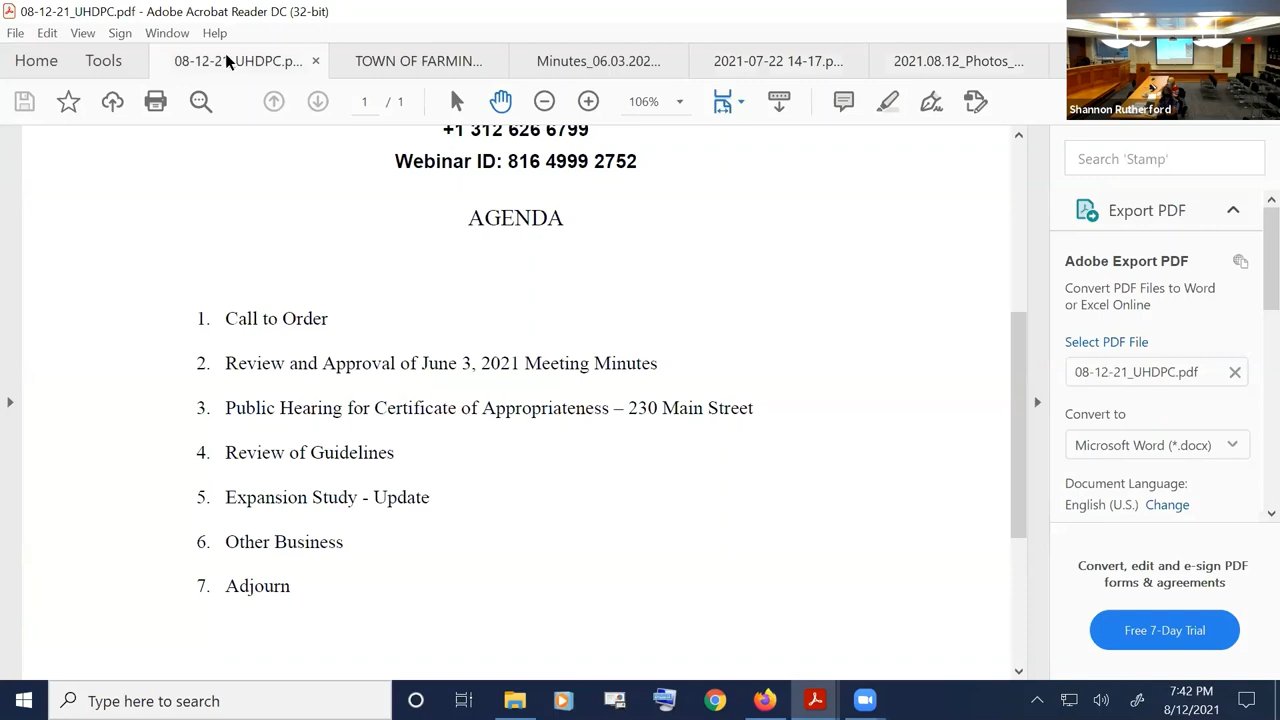 08-12-21_UHDPC.pdf - Adobe Acrobat Reader DC (32-bit)
File Edit View Sign Window Help
Home Tools 08-12-21_UHDPC.p... × TOWN OF FARMIN... Minutes_06.03.202... 2021-07-22 14-17.p... 2021.08.12_Photos_...
1 / 1 106%
Shannon Rutherford
+1 312 626 6799
Webinar ID: 816 4999 2752
AGENDA
1. Call to Order
2. Review and Approval of June 3, 2021 Meeting Minutes
3. Public Hearing for Certificate of Appropriateness – 230 Main Street
4. Review of Guidelines
5. Expansion Study - Update
6. Other Business
7. Adjourn
Search 'Stamp'
Export PDF
Adobe Export PDF
Convert PDF Files to Word
or Excel Online
Select PDF File
08-12-21_UHDPC.pdf
Convert to
Microsoft Word (*.docx)
Document Language:
English (U.S.) Change
Convert, edit and e-sign PDF
forms & agreements
Free 7-Day Trial
Type here to search
7:42 PM
8/12/2021